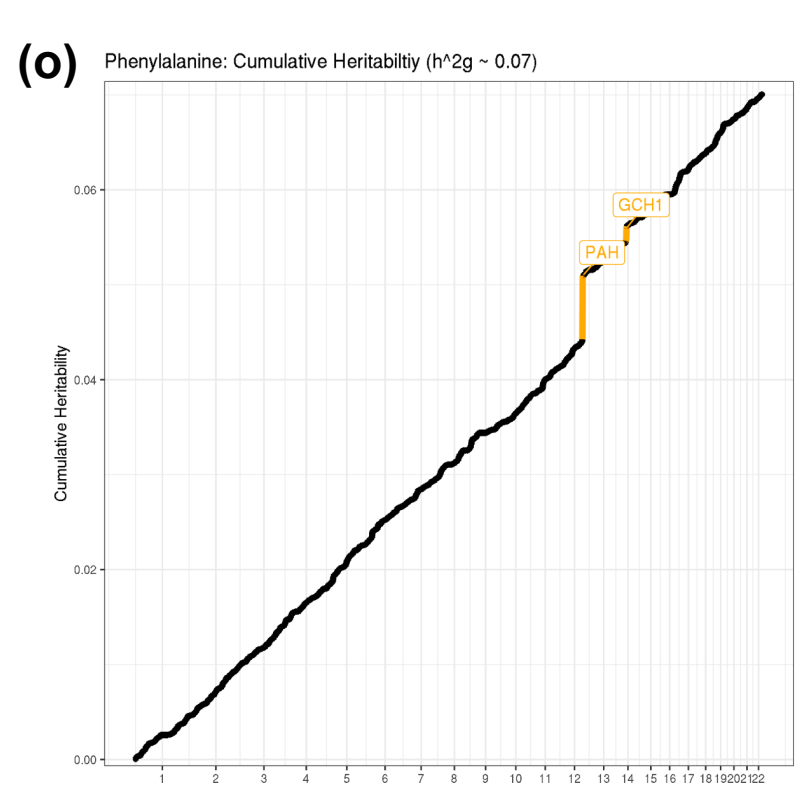 (o)
Phenylalanine: Cumulative Heritabiltiy (h^2g ~ 0.07)
Cumulative Heritability
0.06
0.04
0.02
0.00
GCH1
PAH
1 2 3 4 5 6 7 8 9 10 11 12 13 14 15 16 17 18 19 20 21 22